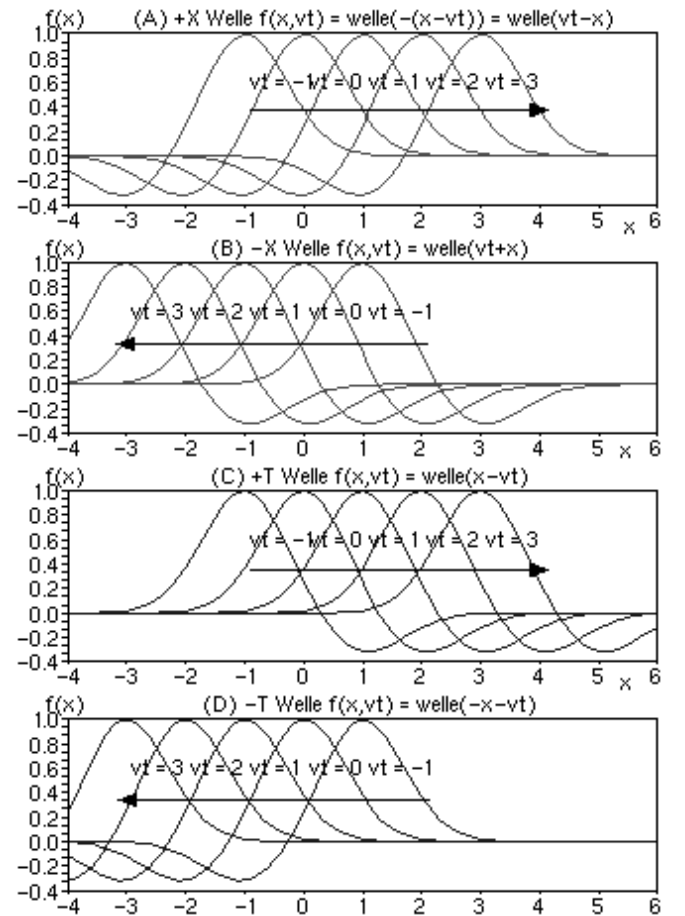 f(x) (A) +X Welle f(x,vt) = welle(-(x-vt)) = welle(vt-x)
1.0
0.8
0.6
vt = -1 vt = 0 vt = 1 vt = 2 vt = 3
0.4
0.2
0.0
-0.2
-0.4
-4 -3 -2 -1 0 1 2 3 4 5 x 6
f(x) (B) -X Welle f(x,vt) = welle(vt+x)
1.0
0.8
0.6
vt = 3 vt = 2 vt = 1 vt = 0 vt = -1
0.4
0.2
0.0
-0.2
-0.4
-4 -3 -2 -1 0 1 2 3 4 5 x 6
f(x) (C) +T Welle f(x,vt) = welle(x-vt)
1.0
0.8
0.6
vt = -1 vt = 0 vt = 1 vt = 2 vt = 3
0.4
0.2
0.0
-0.2
-0.4
-4 -3 -2 -1 0 1 2 3 4 5 x 6
f(x) (D) -T Welle f(x,vt) = welle(-x-vt)
1.0
0.8
0.6
vt = 3 vt = 2 vt = 1 vt = 0 vt = -1
0.4
0.2
0.0
-0.2
-0.4
-4 -3 -2 -1 0 1 2 3 4 5 x 6